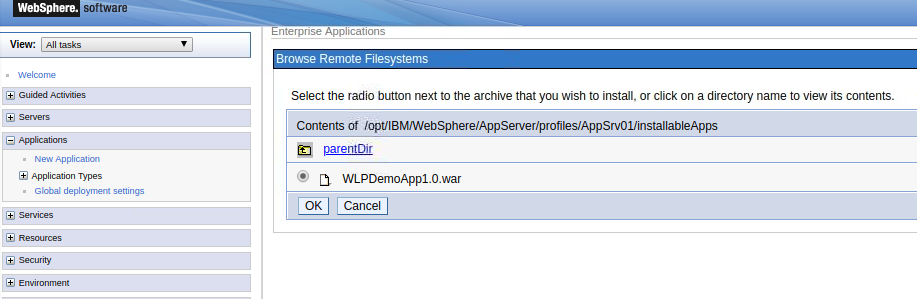 WebSphere. software
View: All tasks
Welcome
Guided Activities
Servers
Applications
New Application
Application Types
Global deployment settings
Services
Resources
Security
Environment
Enterprise Applications
Browse Remote Filesystems
Select the radio button next to the archive that you wish to install, or click on a directory name to view its contents.
Contents of /opt/IBM/WebSphere/AppServer/profiles/AppSrv01/installableApps
parentDir
WLPDemoApp1.0.war
OK Cancel